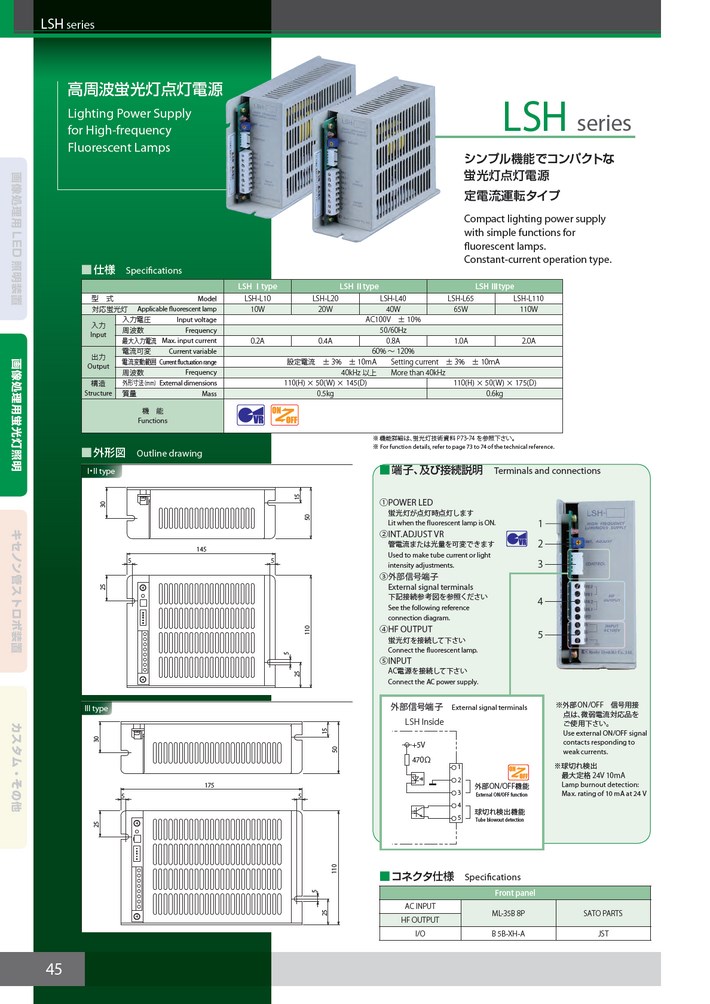 LSH series
高周波蛍光灯点灯電源
Lighting Power Supply
for High-frequency
Fluorescent Lamps
LSH series
シンプル機能でコンパクトな
蛍光灯点灯電源
定電流運転タイプ
Compact lighting power supply
with simple functions for
fluorescent lamps.
Constant-current operation type.
画像処理用LED照明装置
画像処理用蛍光灯照明
キセノン管ストロボ装置
カスタム・その他
■仕様 Specifications
LSH I type LSH II type LSH III type
型 式 Model LSH-L10 LSH-L20 LSH-L40 LSH-L65 LSH-L110
対応蛍光灯 Applicable fluorescent lamp 10W 20W 40W 65W 110W
入力 Input
入力電圧 Input voltage AC100V ± 10%
周波数 Frequency 50/60Hz
最大入力電流 Max. input current 0.2A 0.4A 0.8A 1.0A 2.0A
出力 Output
電流可変 Current variable 60% ~ 120%
電流変動範囲 Current fluctuation range 設定電流 ± 3% ± 10mA Setting current ± 3% ± 10mA
周波数 Frequency 40kHz 以上 More than 40kHz
構造 Structure
外形寸法(mm) External dimensions 110(H) × 50(W) × 145(D) 110(H) × 50(W) × 175(D)
質量 Mass 0.5kg 0.6kg
機 能
Functions
VR ON OFF
※機能詳細は、蛍光灯技術資料 P73-74 を参照下さい。
※ For function details, refer to page 73 to 74 of the technical reference.
■外形図 Outline drawing
I・II type
30
15
50
145
5
5
25
110
5
25
III type
30
15
50
175
5
5
25
110
5
25
■端子、及び接続説明 Terminals and connections
①POWER LED
蛍光灯が点灯時点灯します
Lit when the fluorescent lamp is ON.
②INT.ADJUST VR
管電流または光量を可変できます
Used to make tube current or light
intensity adjustments.
VR
③外部信号端子
External signal terminals
下記接続参考図を参照ください
See the following reference
connection diagram.
④HF OUTPUT
蛍光灯を接続して下さい
Connect the fluorescent lamp.
⑤INPUT
AC電源を接続して下さい
Connect the AC power supply.
1
2
3
4
5
LSH-
HIGH FREQUENCY
CONTROL
外部信号端子 External signal terminals
LSH Inside
+5V
470Ω
1
2
3
4
5
ON OFF
外部ON/OFF機能
External ON/OFF function
球切れ検出機能
Tube blowout detection
※外部ON/OFF 信号用接
点は、微弱電流対応品を
ご使用下さい。
Use external ON/OFF signal
contacts responding to
weak currents.
※球切れ検出
最大定格 24V 10mA
Lamp burnout detection:
Max. rating of 10 mA at 24 V
■コネクタ仕様 Specifications
Front panel
AC INPUT ML-35B 8P SATO PARTS
HF OUTPUT
I/O B 5B-XH-A JST
45